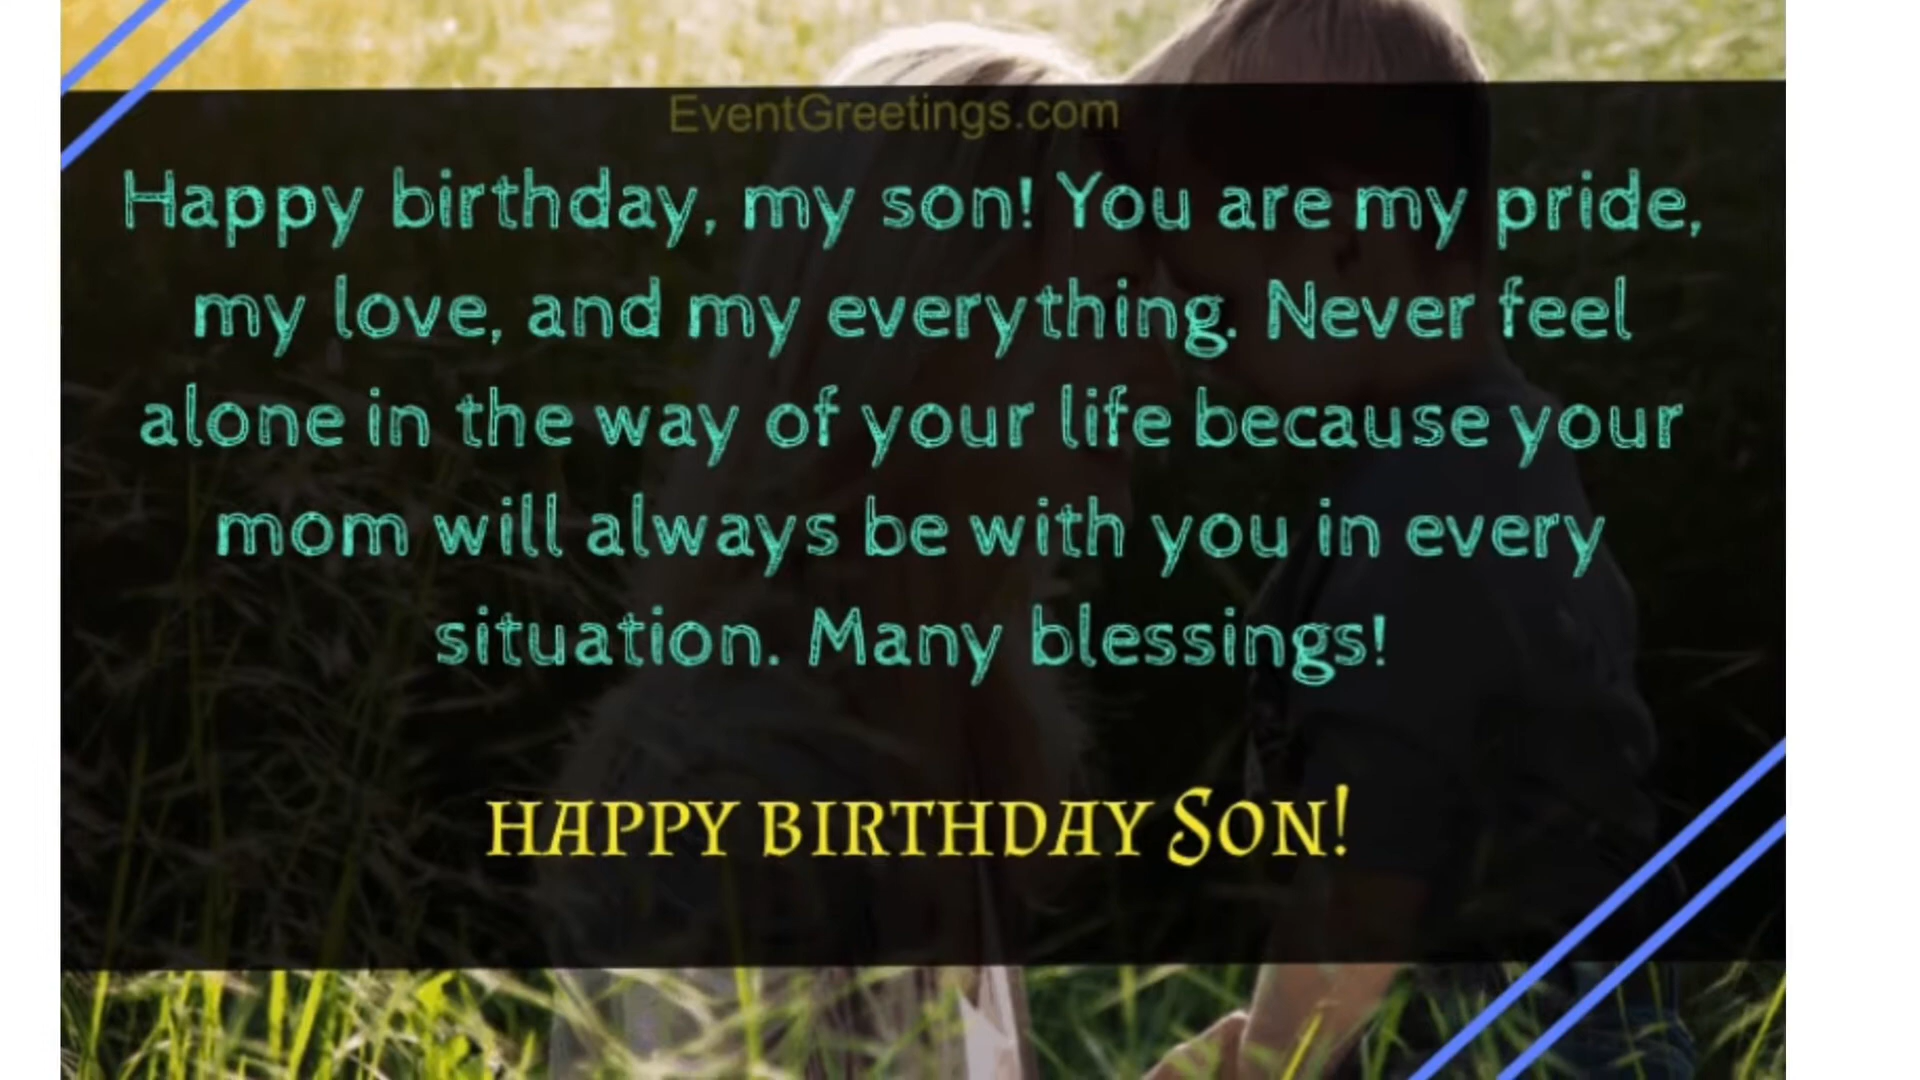 EventGreetings.com
Happy birthday, my son! You are my pride,
my love, and my everything. Never feel
alone in the way of your life because your
mom will always be with you in every
situation. Many blessings!
HAPPY BIRTHDAY SON!